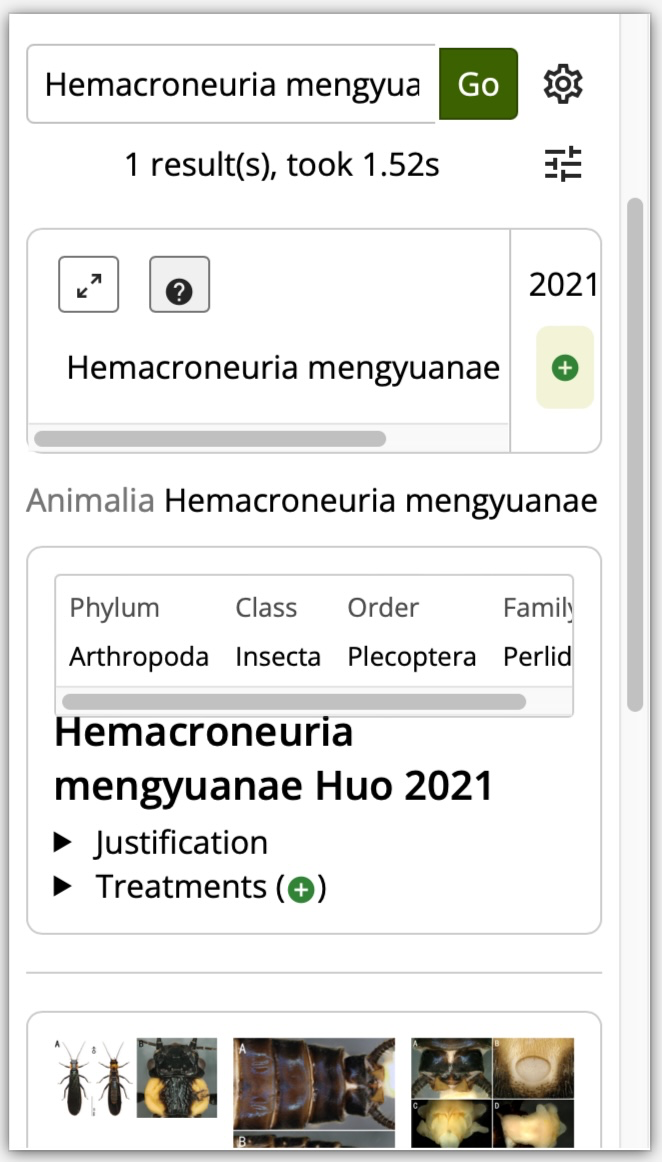 Hemacroneuria mengyua
Go
1 result(s), took 1.52s
2021
Hemacroneuria mengyuanae
Animalia Hemacroneuria mengyuanae
Phylum Class Order Family
Arthropoda Insecta Plecoptera Perlid
Hemacroneuria
mengyuanae Huo 2021
Justification
Treatments ( )
A B A A B
C D
B